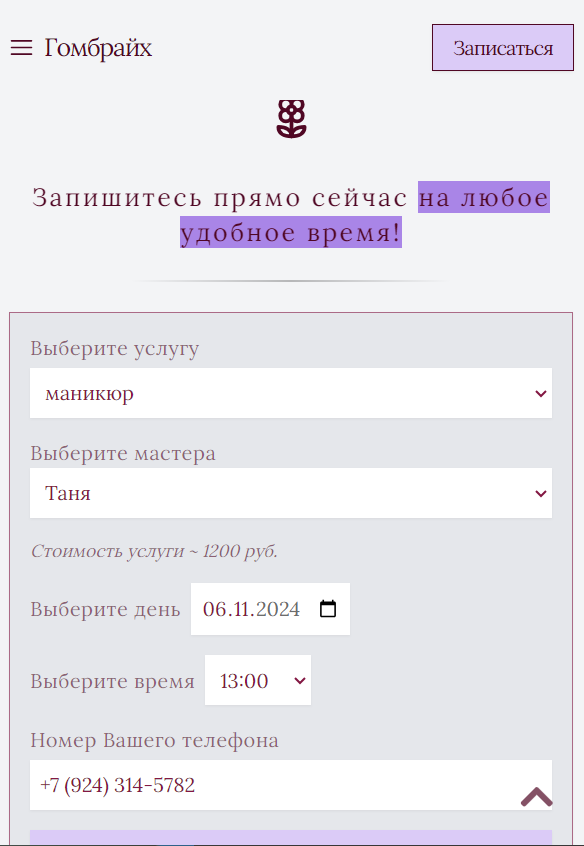 Гомбрайх
Записаться
Запишитесь прямо сейчас на любое
удобное время!
Выберите услугу
маникюр
Выберите мастера
Таня
Стоимость услуги ~ 1200 руб.
Выберите день 06.11.2024
Выберите время 13:00
Номер Вашего телефона
+7 (924) 314-5782